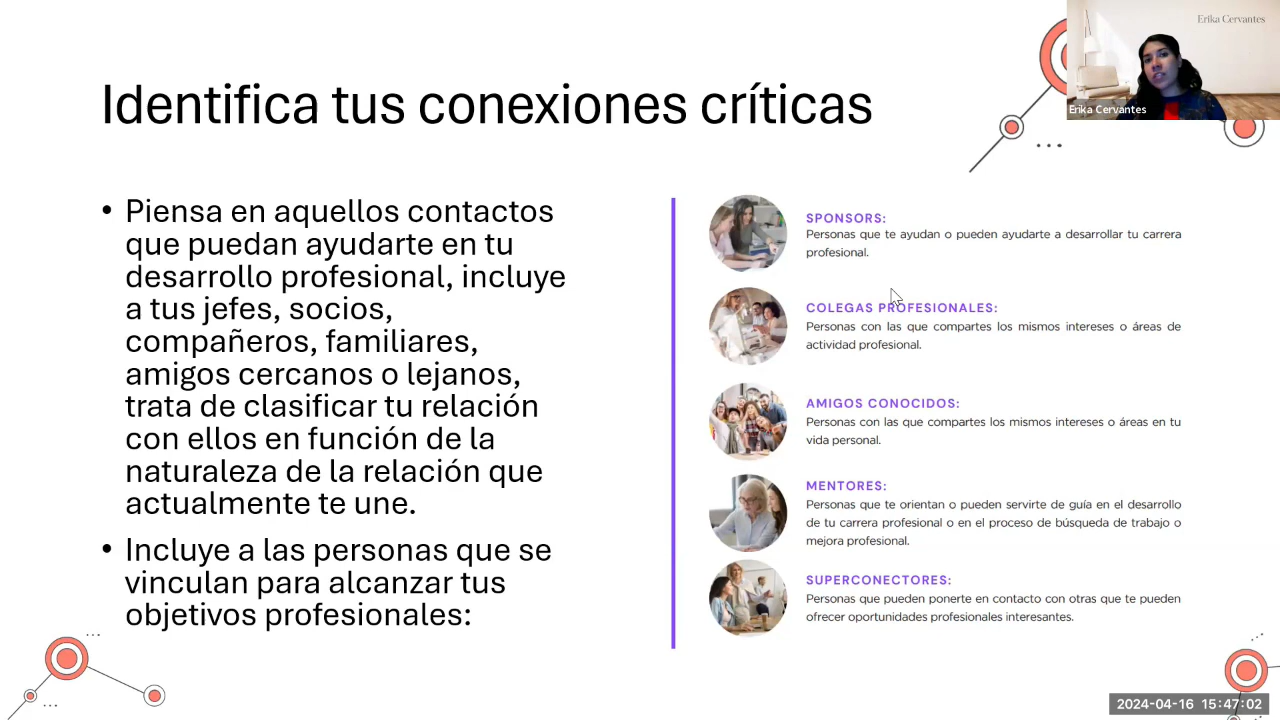 Erika Cervantes
Erika Cervantes
Identifica tus conexiones críticas
• Piensa en aquellos contactos
que puedan ayudarte en tu
desarrollo profesional, incluye
a tus jefes, socios,
compañeros, familiares,
amigos cercanos o lejanos,
trata de clasificar tu relación
con ellos en función de la
naturaleza de la relación que
actualmente te une.
• Incluye a las personas que se
vinculan para alcanzar tus
objetivos profesionales:
SPONSORS:
Personas que te ayudan o pueden ayudarte a desarrollar tu carrera
profesional.
COLEGAS PROFESIONALES:
Personas con las que compartes los mismos intereses o áreas de
actividad profesional.
AMIGOS CONOCIDOS:
Personas con las que compartes los mismos intereses o áreas en tu
vida personal.
MENTORES:
Personas que te orientan o pueden servirte de guía en el desarrollo
de tu carrera profesional o en el proceso de búsqueda de trabajo o
mejora profesional.
SUPERCONECTORES:
Personas que pueden ponerte en contacto con otras que te pueden
ofrecer oportunidades profesionales interesantes.
2024-04-16 15:47:02